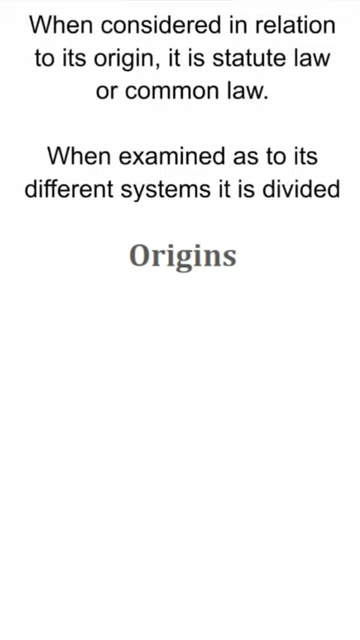 When considered in relation
to its origin, it is statute law
or common law.
When examined as to its
different systems it is divided
Origins